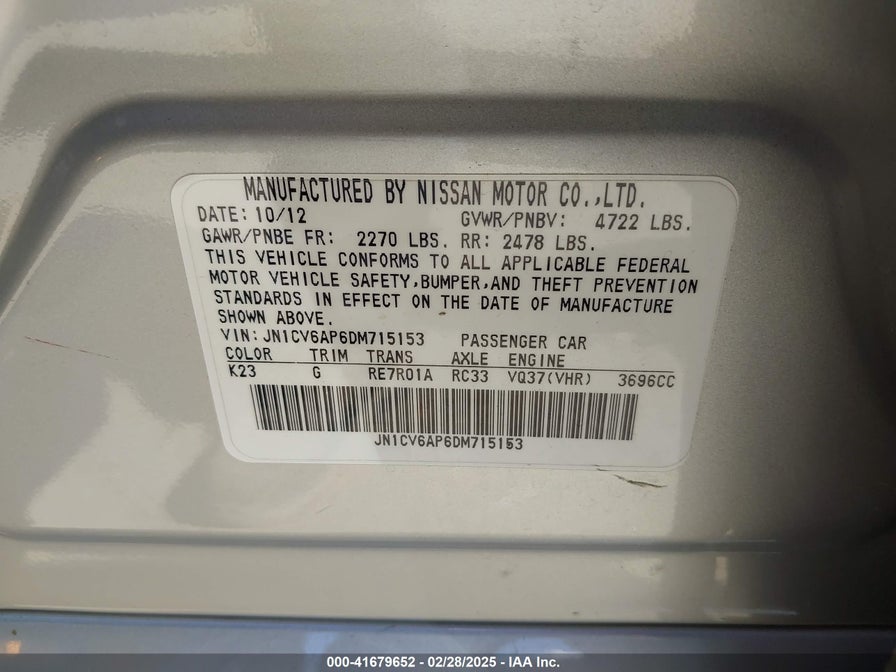 MANUFACTURED BY NISSAN MOTOR CO.,LTD.
DATE: 10/12 GVWR/PNBV: 4722 LBS.
GAWR/PNBE FR: 2270 LBS. RR: 2478 LBS.
THIS VEHICLE CONFORMS TO ALL APPLICABLE FEDERAL
MOTOR VEHICLE SAFETY,BUMPER,AND THEFT PREVENTION
STANDARDS IN EFFECT ON THE DATE OF MANUFACTURE
SHOWN ABOVE.
VIN: JN1CV6AP6DM715153 PASSENGER CAR
COLOR TRIM TRANS AXLE ENGINE
K23 G RE7R01A RC33 VQ37(VHR) 3696CC
JN1CV6AP6DM715153
000-41679652 - 02/28/2025 - IAA Inc.